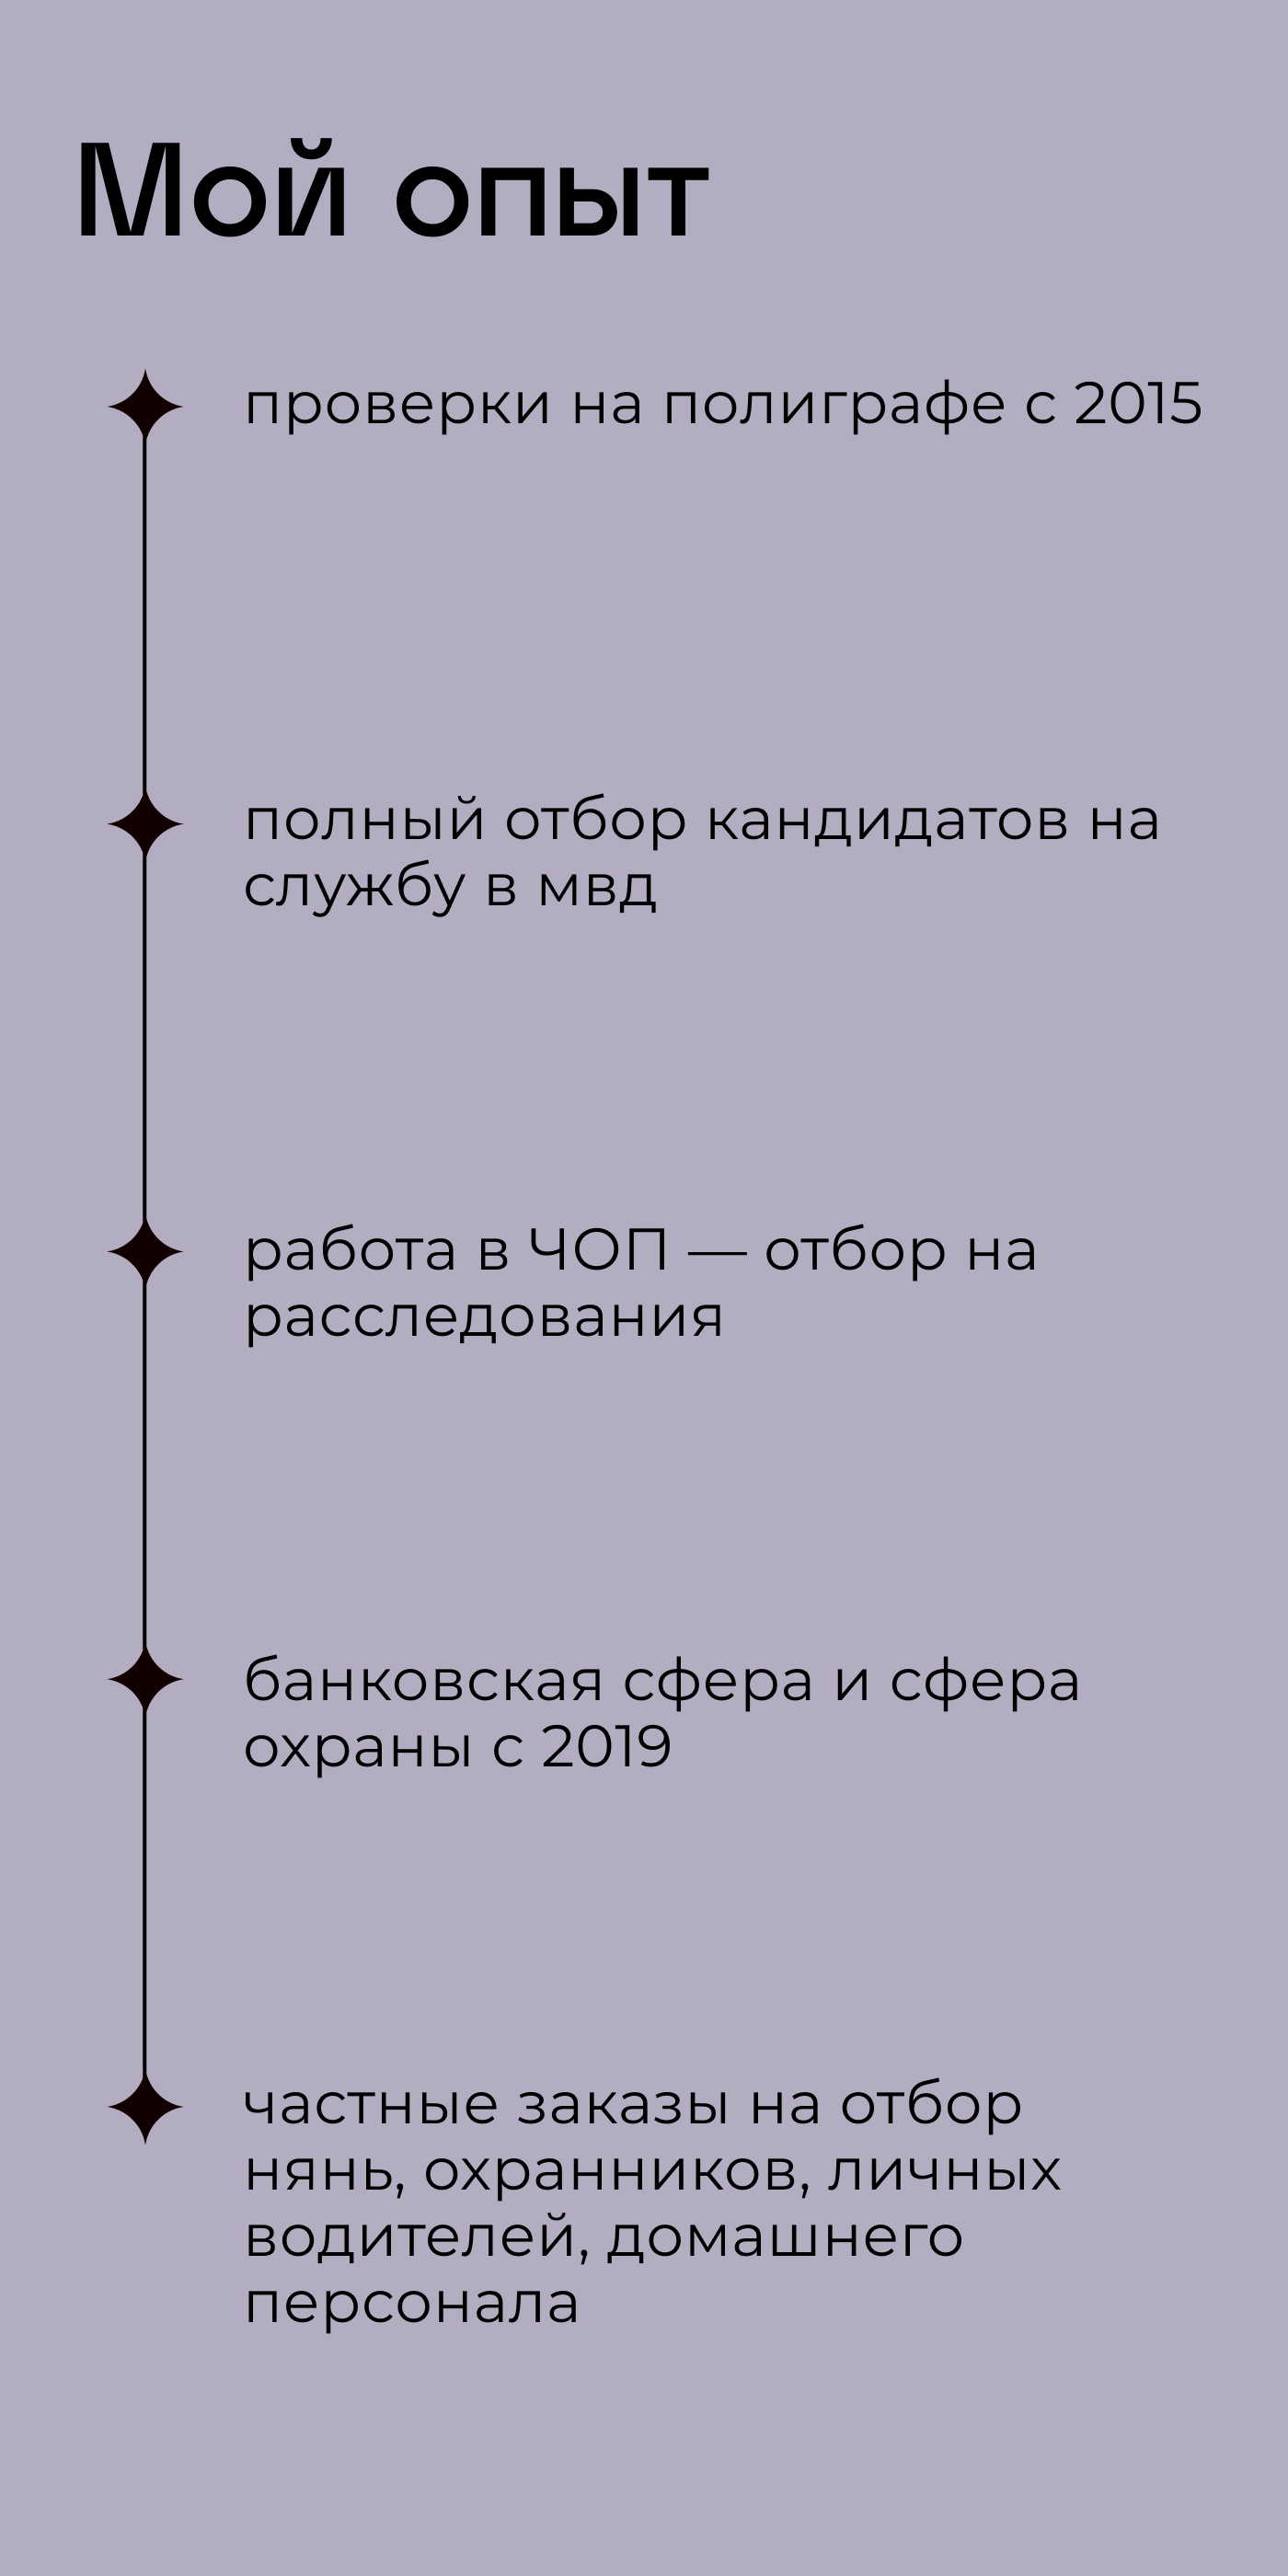 Мой опыт
проверки на полиграфе с 2015
полный отбор кандидатов на
службу в мвд
работа в ЧОП — отбор на
расследования
банковская сфера и сфера
охраны с 2019
частные заказы на отбор
нянь, охранников, личных
водителей, домашнего
персонала